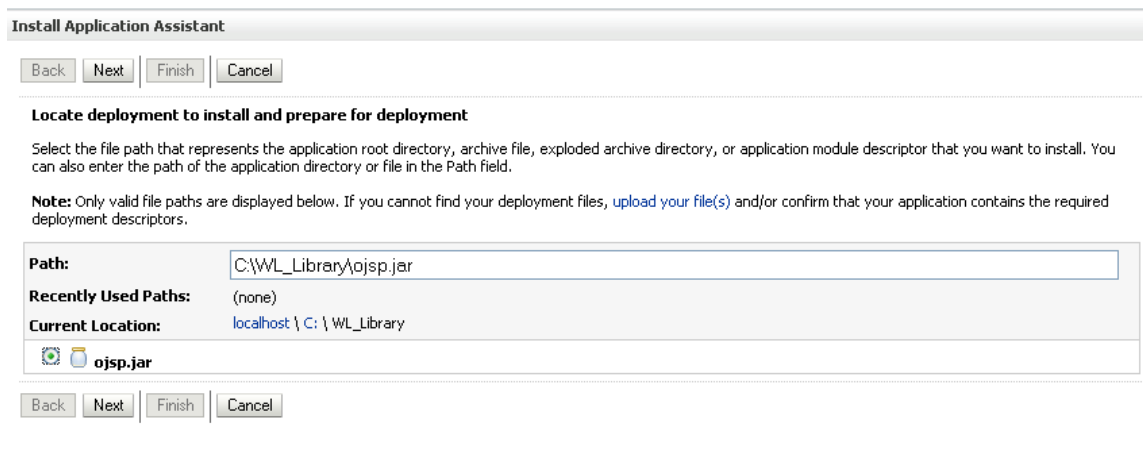 Install Application Assistant
Back Next Finish Cancel
Locate deployment to install and prepare for deployment
Select the file path that represents the application root directory, archive file, exploded archive directory, or application module descriptor that you want to install. You
can also enter the path of the application directory or file in the Path field.
Note: Only valid file paths are displayed below. If you cannot find your deployment files, upload your file(s) and/or confirm that your application contains the required
deployment descriptors.
Path: C:\WL_Library\ojsp.jar
Recently Used Paths: (none)
Current Location: localhost \ C: \ WL_Library
ojsp.jar
Back Next Finish Cancel